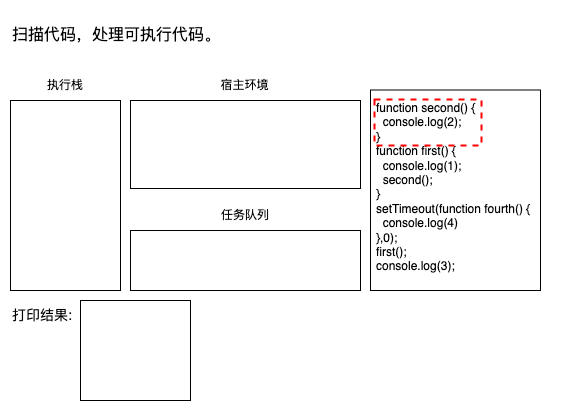 扫描代码，处理可执行代码。
执行栈
宿主环境
function second() {
  console.log(2);
}
function first() {
  console.log(1);
  second();
}
setTimeout(function fourth() {
  console.log(4)
},0);
first();
console.log(3);
任务队列
打印结果: